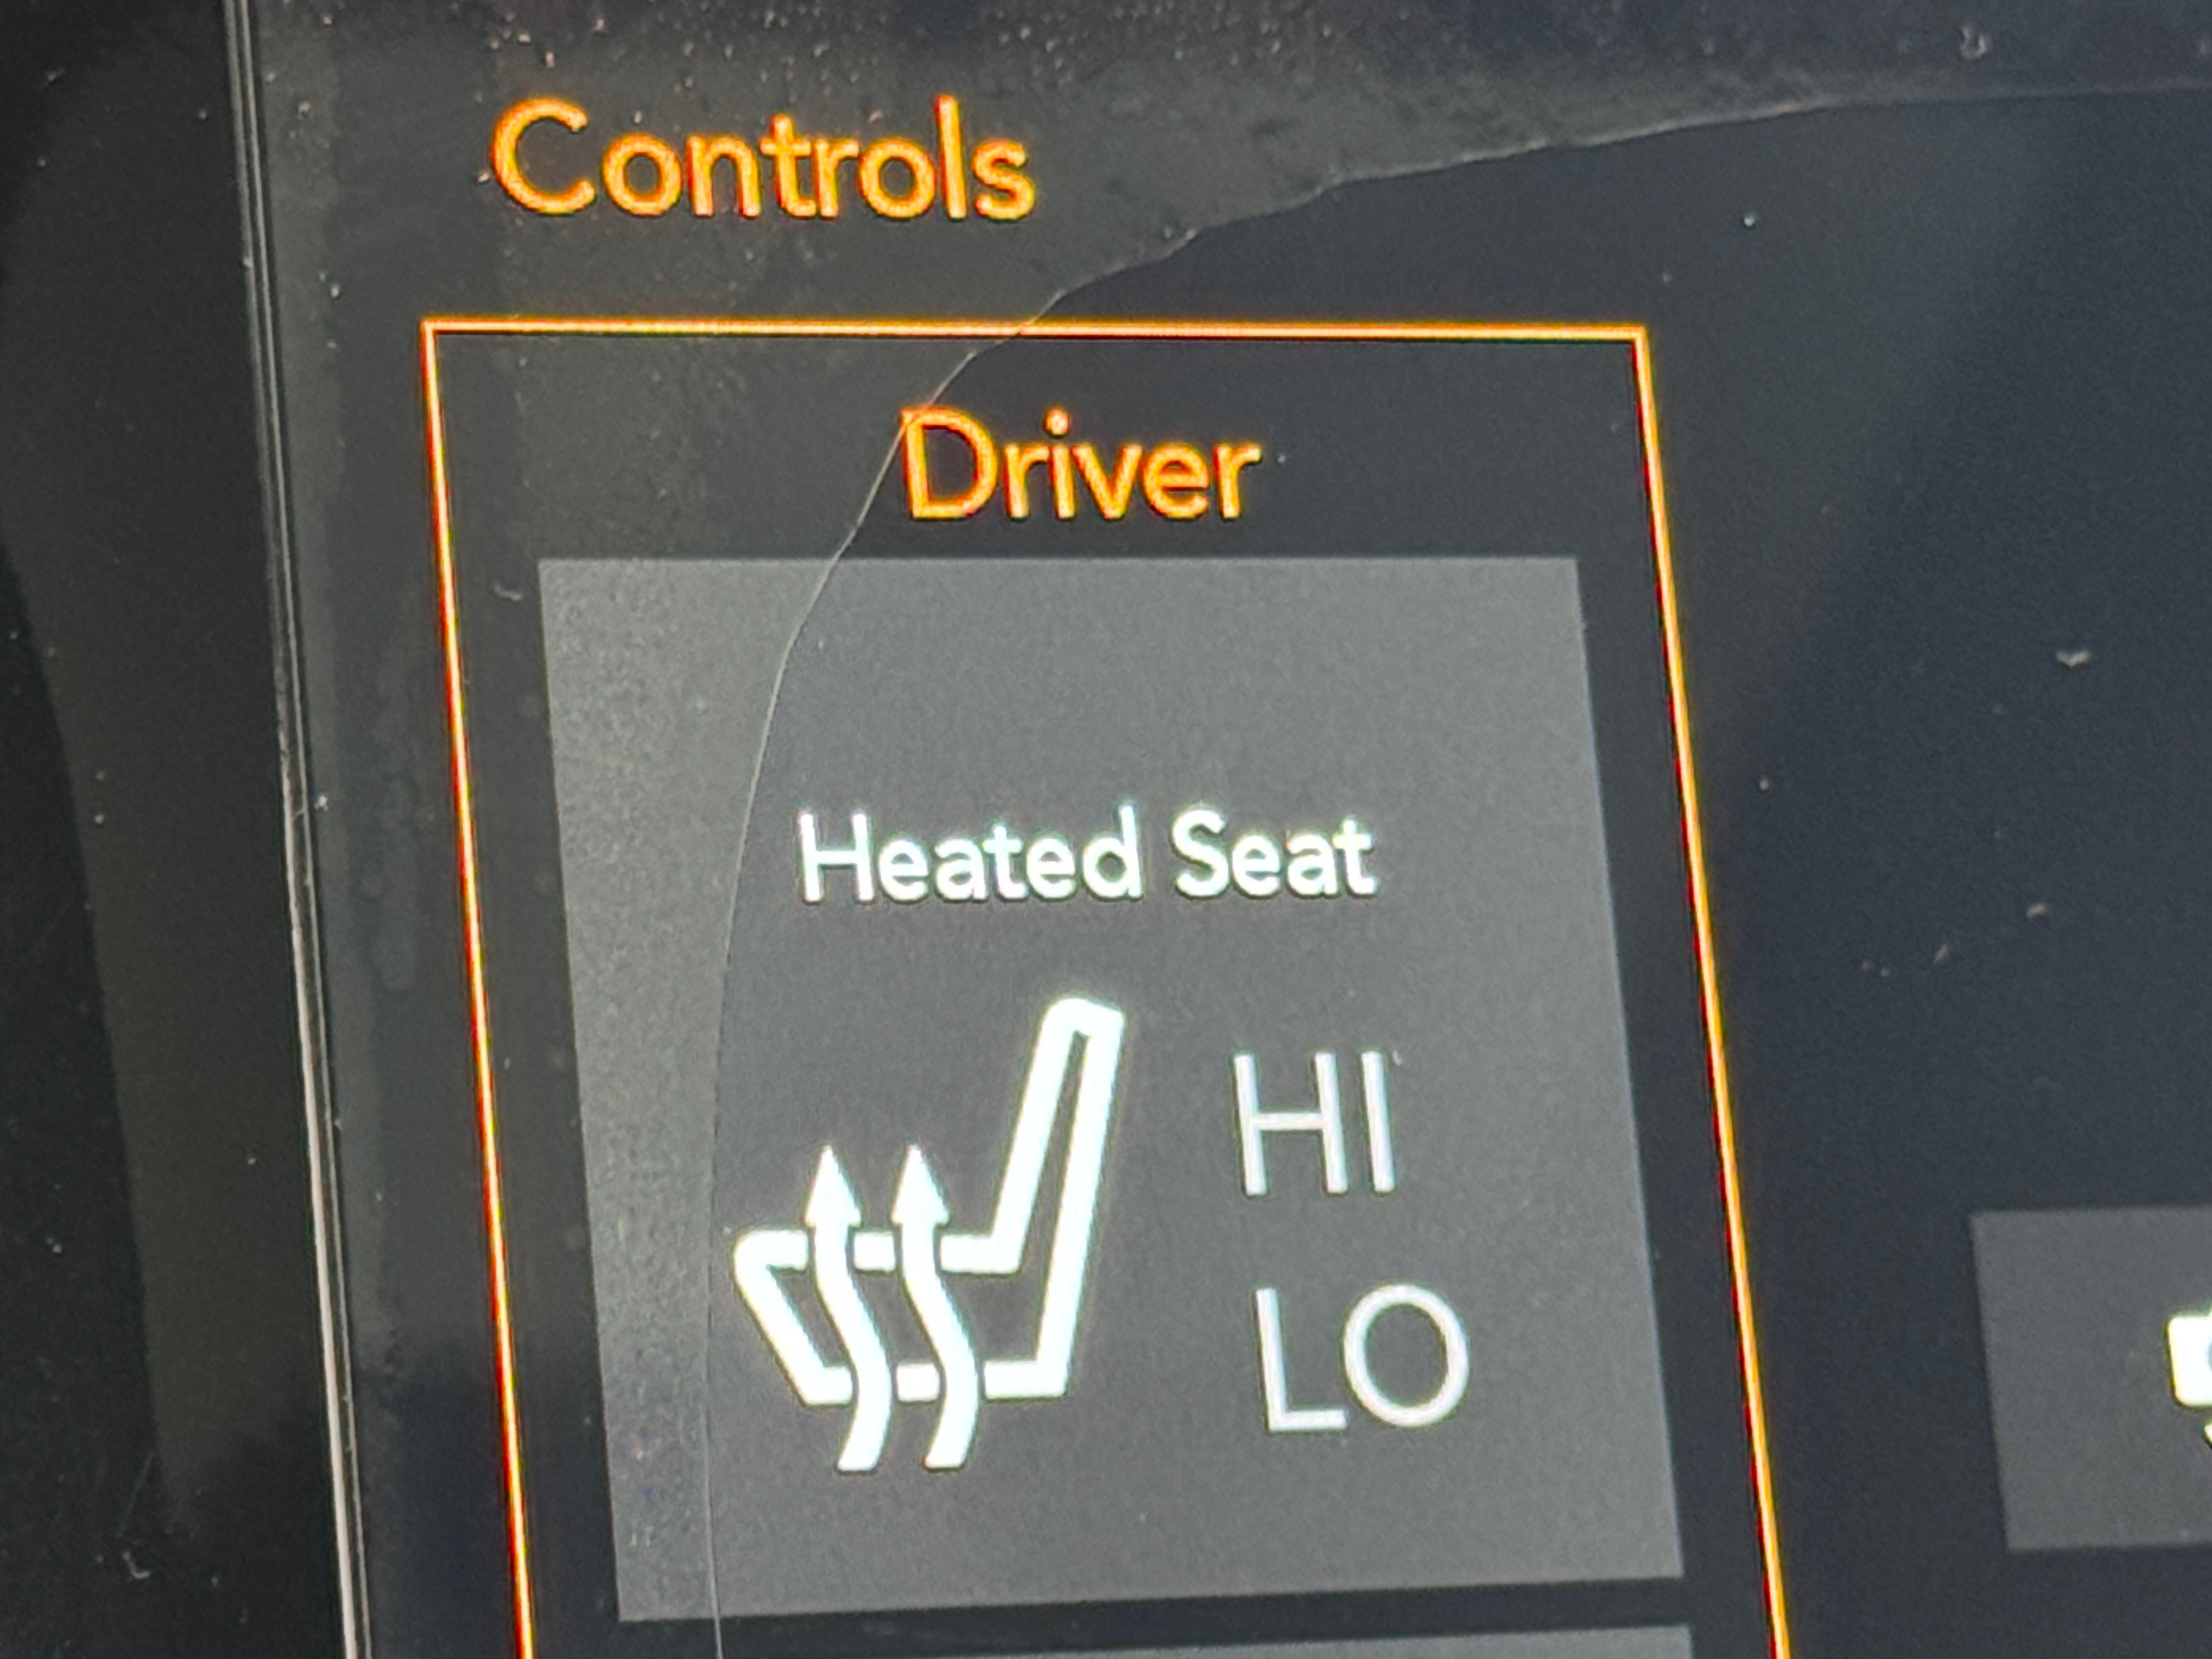 Controls
Driver
Heated Seat
HI
LO